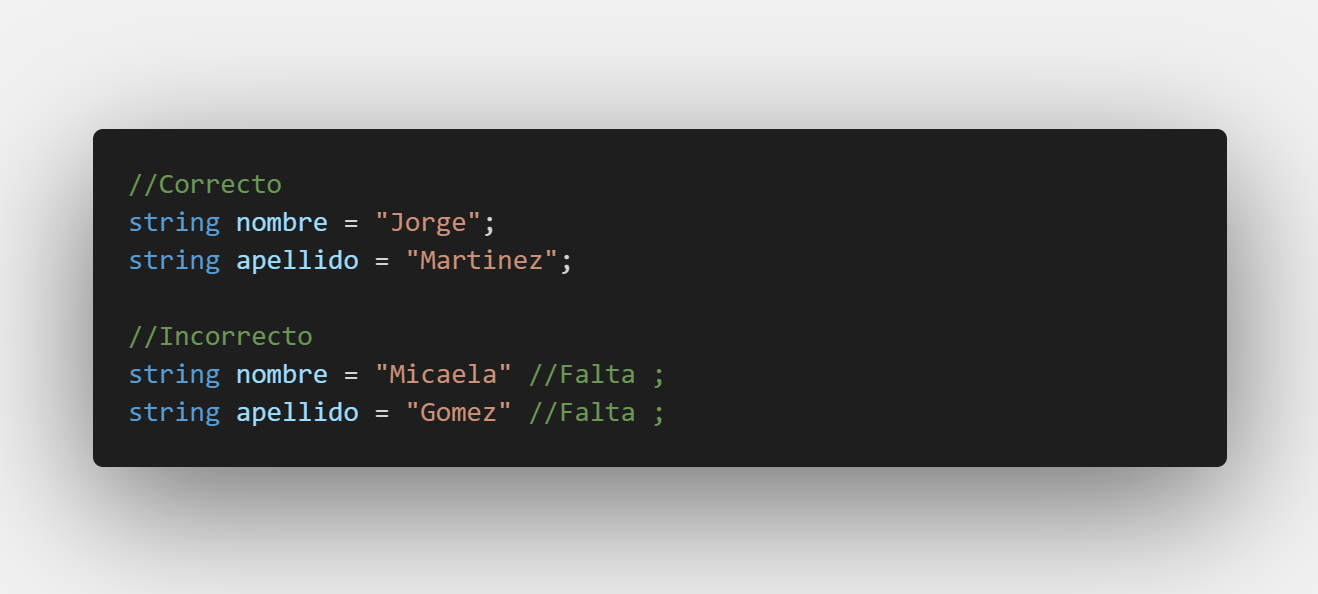 //Correcto
string nombre = "Jorge";
string apellido = "Martinez";
//Incorrecto
string nombre = "Micaela" //Falta ;
string apellido = "Gomez" //Falta ;